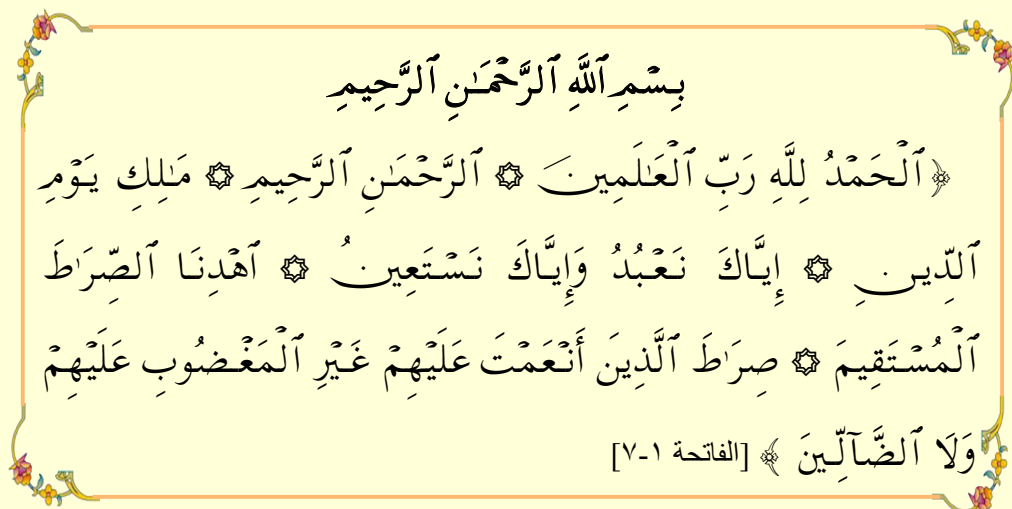 بِسْمِ ٱللَّهِ ٱلرَّحْمَـٰنِ ٱلرَّحِيمِ
﴿ٱلْحَمْدُ لِلَّهِ رَبِّ ٱلْعَـٰلَمِينَ ۞ ٱلرَّحْمَـٰنِ ٱلرَّحِيمِ ۞ مَـٰلِكِ يَوْمِ
ٱلدِّينِ ۞ إِيَّاكَ نَعْبُدُ وَإِيَّاكَ نَسْتَعِينُ ۞ ٱهْدِنَا ٱلصِّرَٰطَ
ٱلْمُسْتَقِيمَ ۞ صِرَٰطَ ٱلَّذِينَ أَنْعَمْتَ عَلَيْهِمْ غَيْرِ ٱلْمَغْضُوبِ عَلَيْهِمْ
وَلَا ٱلضَّآلِّينَ ﴾ [الفاتحة ١-٧]